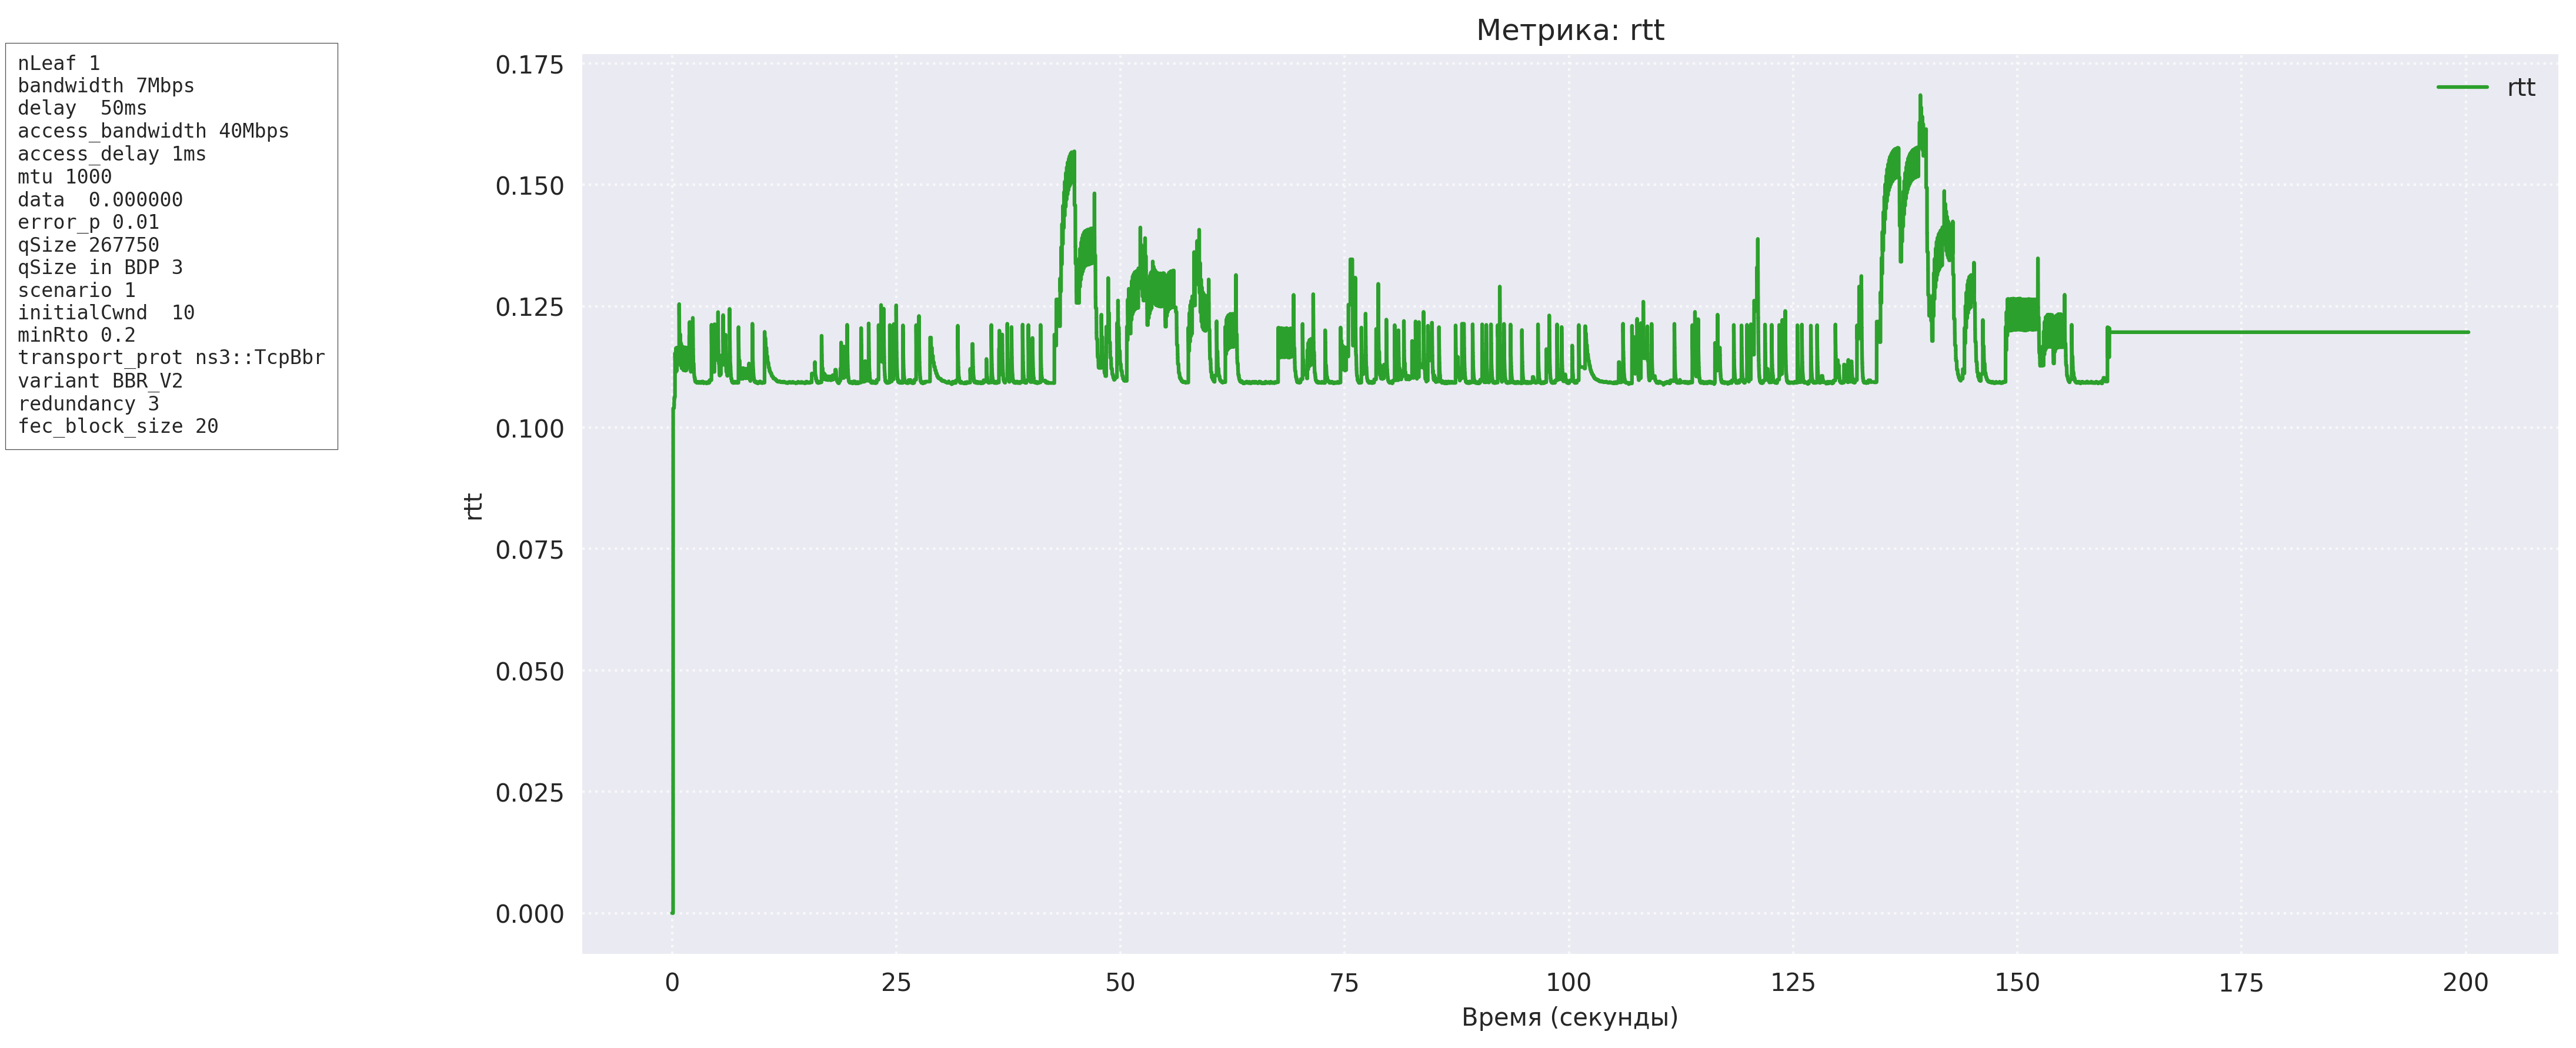 Метрика: rtt
nLeaf 1
bandwidth 7Mbps
delay  50ms
access_bandwidth 40Mbps
access_delay 1ms
mtu 1000
data  0.000000
error_p 0.01
qSize 267750
qSize in BDP 3
scenario 1
initialCwnd  10
minRto 0.2
transport_prot ns3::TcpBbr
variant BBR_V2
redundancy 3
fec_block_size 20
rtt
0.175
0.150
0.125
0.100
0.075
0.050
0.025
0.000
rtt
0 25 50 75 100 125 150 175 200
Время (секунды)